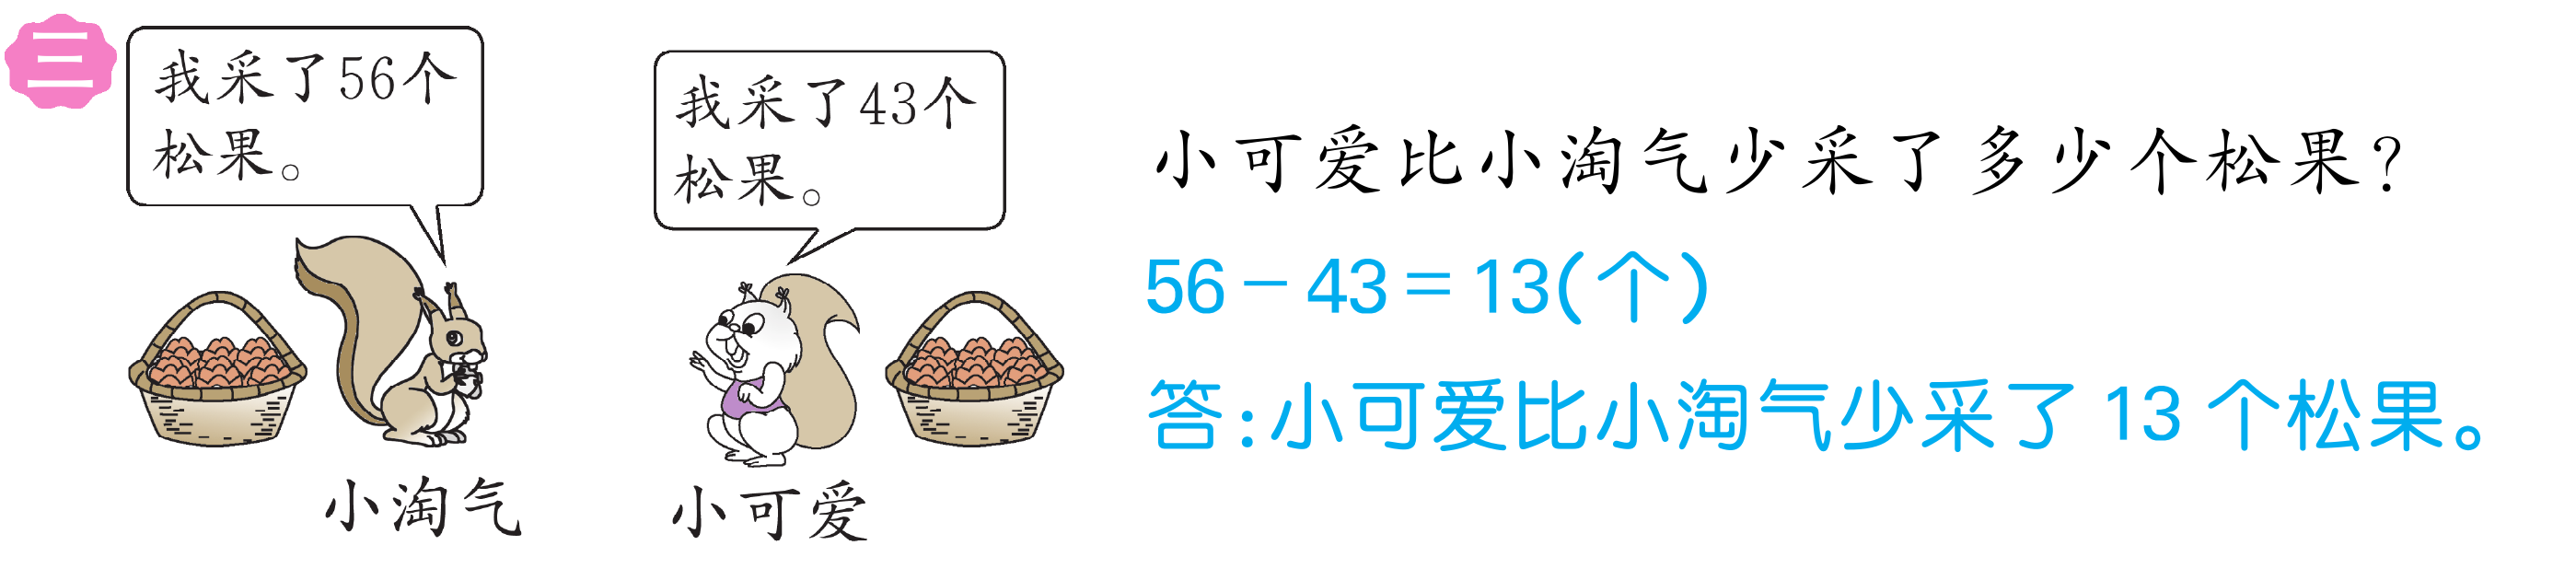 三
我采了56个
松果。
我采了43个
松果。
小淘气
小可爱
小可爱比小淘气少采了多少个松果?
56－43＝13(个)
答:小可爱比小淘气少采了 13 个松果。